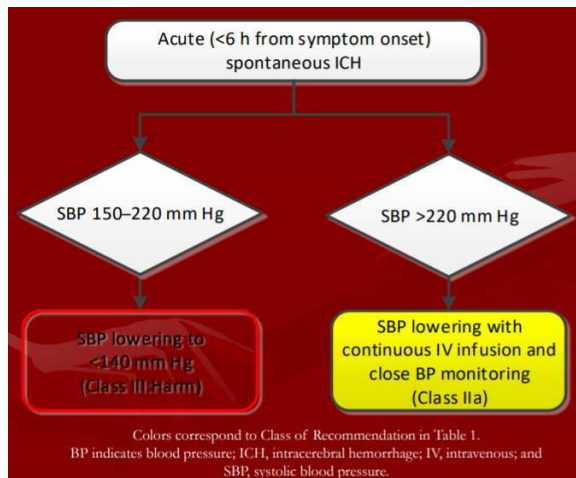 Acute (<6 h from symptom onset)
spontaneous ICH
SBP 150–220 mm Hg
SBP >220 mm Hg
SBP lowering to
<140 mm Hg
(Class III:Harm)
SBP lowering with
continuous IV infusion and
close BP monitoring
(Class IIa)
Colors correspond to Class of Recommendation in Table 1.
BP indicates blood pressure; ICH, intracerebral hemorrhage; IV, intravenous; and
SBP, systolic blood pressure.